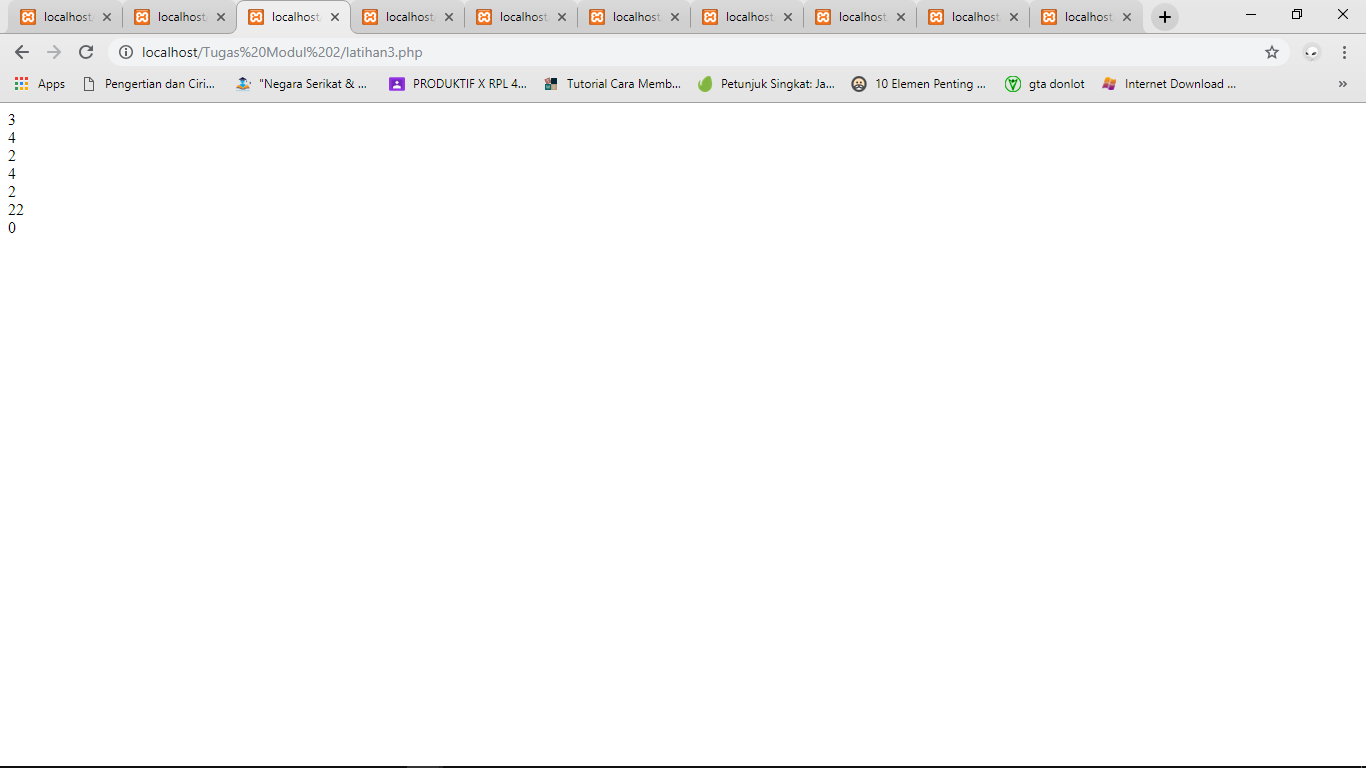 localhost localhost localhost localhost localhost localhost localhost localhost localhost localhost
localhost/Tugas%20Modul%202/latihan3.php
Apps Pengertian dan Ciri... "Negara Serikat & ... PRODUKTIF X RPL 4... Tutorial Cara Memb... Petunjuk Singkat: Ja... 10 Elemen Penting ... gta donlot Internet Download ... »
3
4
2
4
2
22
0